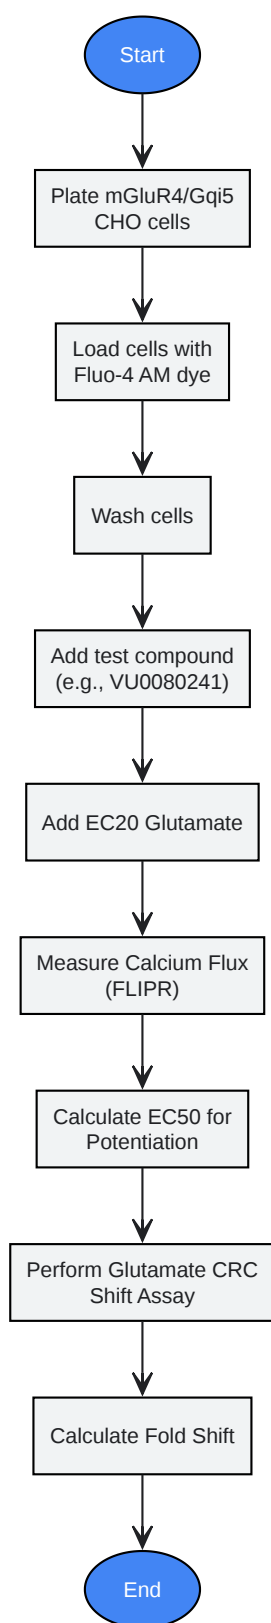 Start
Plate mGluR4/Gqi5
CHO cells
Load cells with
Fluo-4 AM dye
Wash cells
Add test compound
(e.g., VU0080241)
Add EC20 Glutamate
Measure Calcium Flux
(FLIPR)
Calculate EC50 for
Potentiation
Perform Glutamate CRC
Shift Assay
Calculate Fold Shift
End